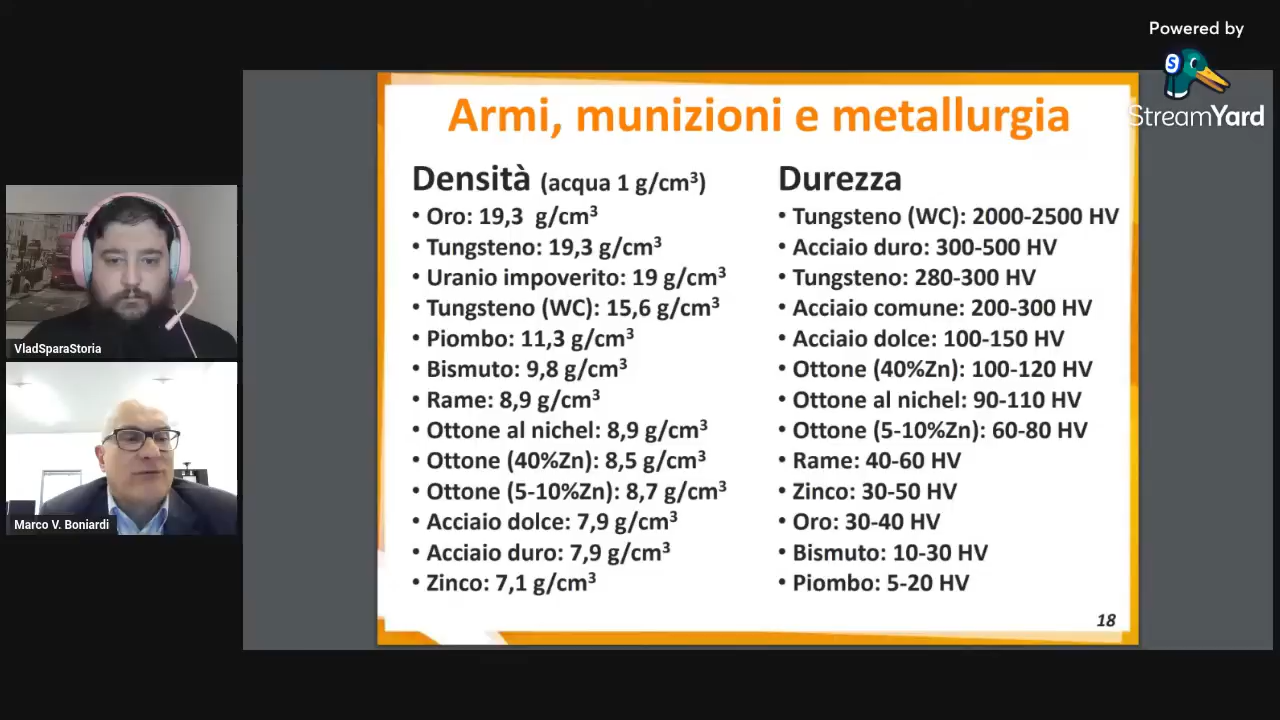 Powered by
StreamYard
Armi, munizioni e metallurgia
Densità (acqua 1 g/cm³)
• Oro: 19,3 g/cm³
• Tungsteno: 19,3 g/cm³
• Uranio impoverito: 19 g/cm³
• Tungsteno (WC): 15,6 g/cm³
• Piombo: 11,3 g/cm³
• Bismuto: 9,8 g/cm³
• Rame: 8,9 g/cm³
• Ottone al nichel: 8,9 g/cm³
• Ottone (40%Zn): 8,5 g/cm³
• Ottone (5-10%Zn): 8,7 g/cm³
• Acciaio dolce: 7,9 g/cm³
• Acciaio duro: 7,9 g/cm³
• Zinco: 7,1 g/cm³
Durezza
• Tungsteno (WC): 2000-2500 HV
• Acciaio duro: 300-500 HV
• Tungsteno: 280-300 HV
• Acciaio comune: 200-300 HV
• Acciaio dolce: 100-150 HV
• Ottone (40%Zn): 100-120 HV
• Ottone al nichel: 90-110 HV
• Ottone (5-10%Zn): 60-80 HV
• Rame: 40-60 HV
• Zinco: 30-50 HV
• Oro: 30-40 HV
• Bismuto: 10-30 HV
• Piombo: 5-20 HV
18
VladSparaStoria
Marco V. Boniardi